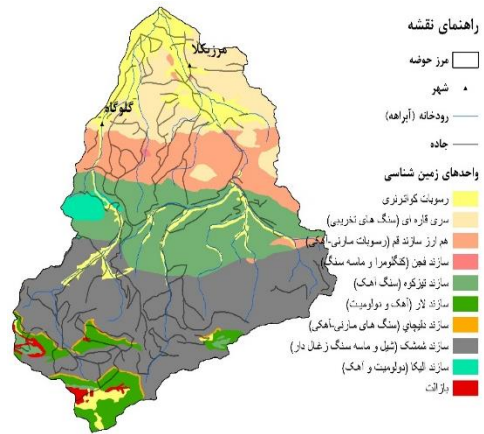 راهنمای نقشه
مرز حوضه
شهر
رودخانه (آبراهه)
جاده
واحدهای زمین شناسی
رسوبات کواترنری
سری قاره ای (سنگ های تخریبی)
هم ارز سازند قم (رسوبات مارنی-آهکی)
سازند فجن (کنگلومرا و ماسه سنگ)
سازند تیزکوه (سنگ آهک)
سازند لار (آهک و دولومیت)
سازند دلیچای (سنگ های مارنی-آهکی)
سازند شمشک (شیل و ماسه سنگ زغال دار)
سازند الیکا (دولومیت و آهک)
بازالت
مرزیکلا
گلوگاه